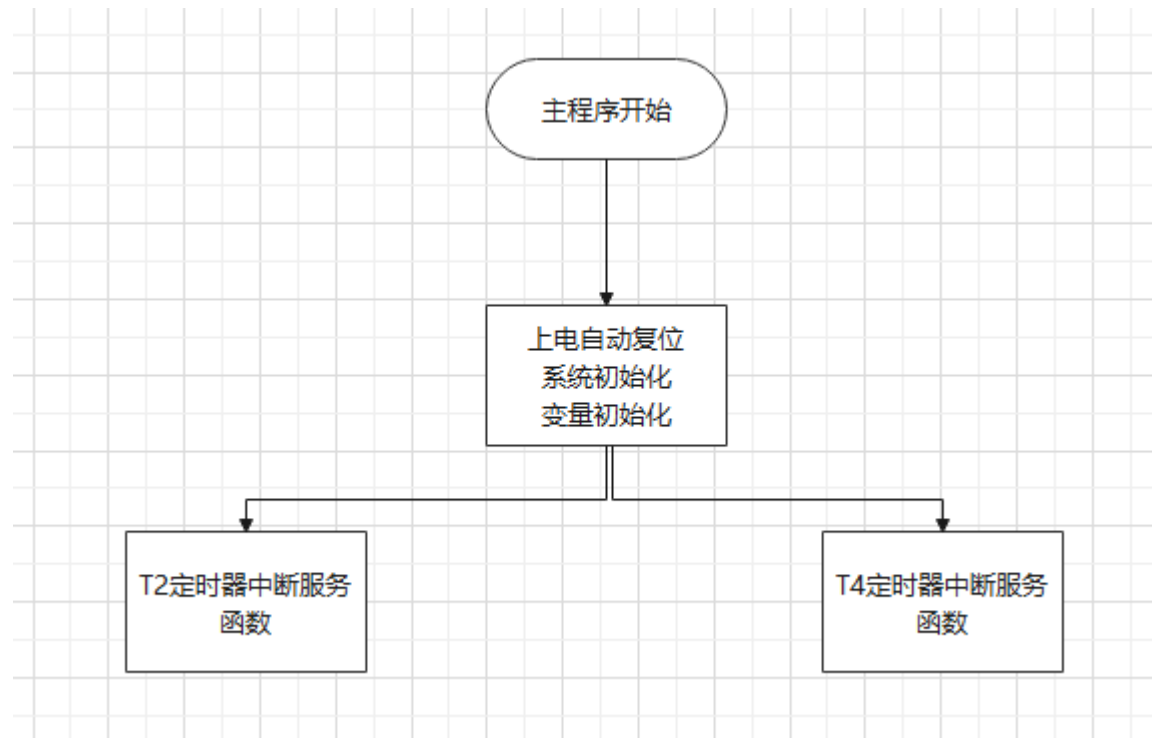 主程序开始
上电自动复位
系统初始化
变量初始化
T2定时器中断服务
函数
T4定时器中断服务
函数